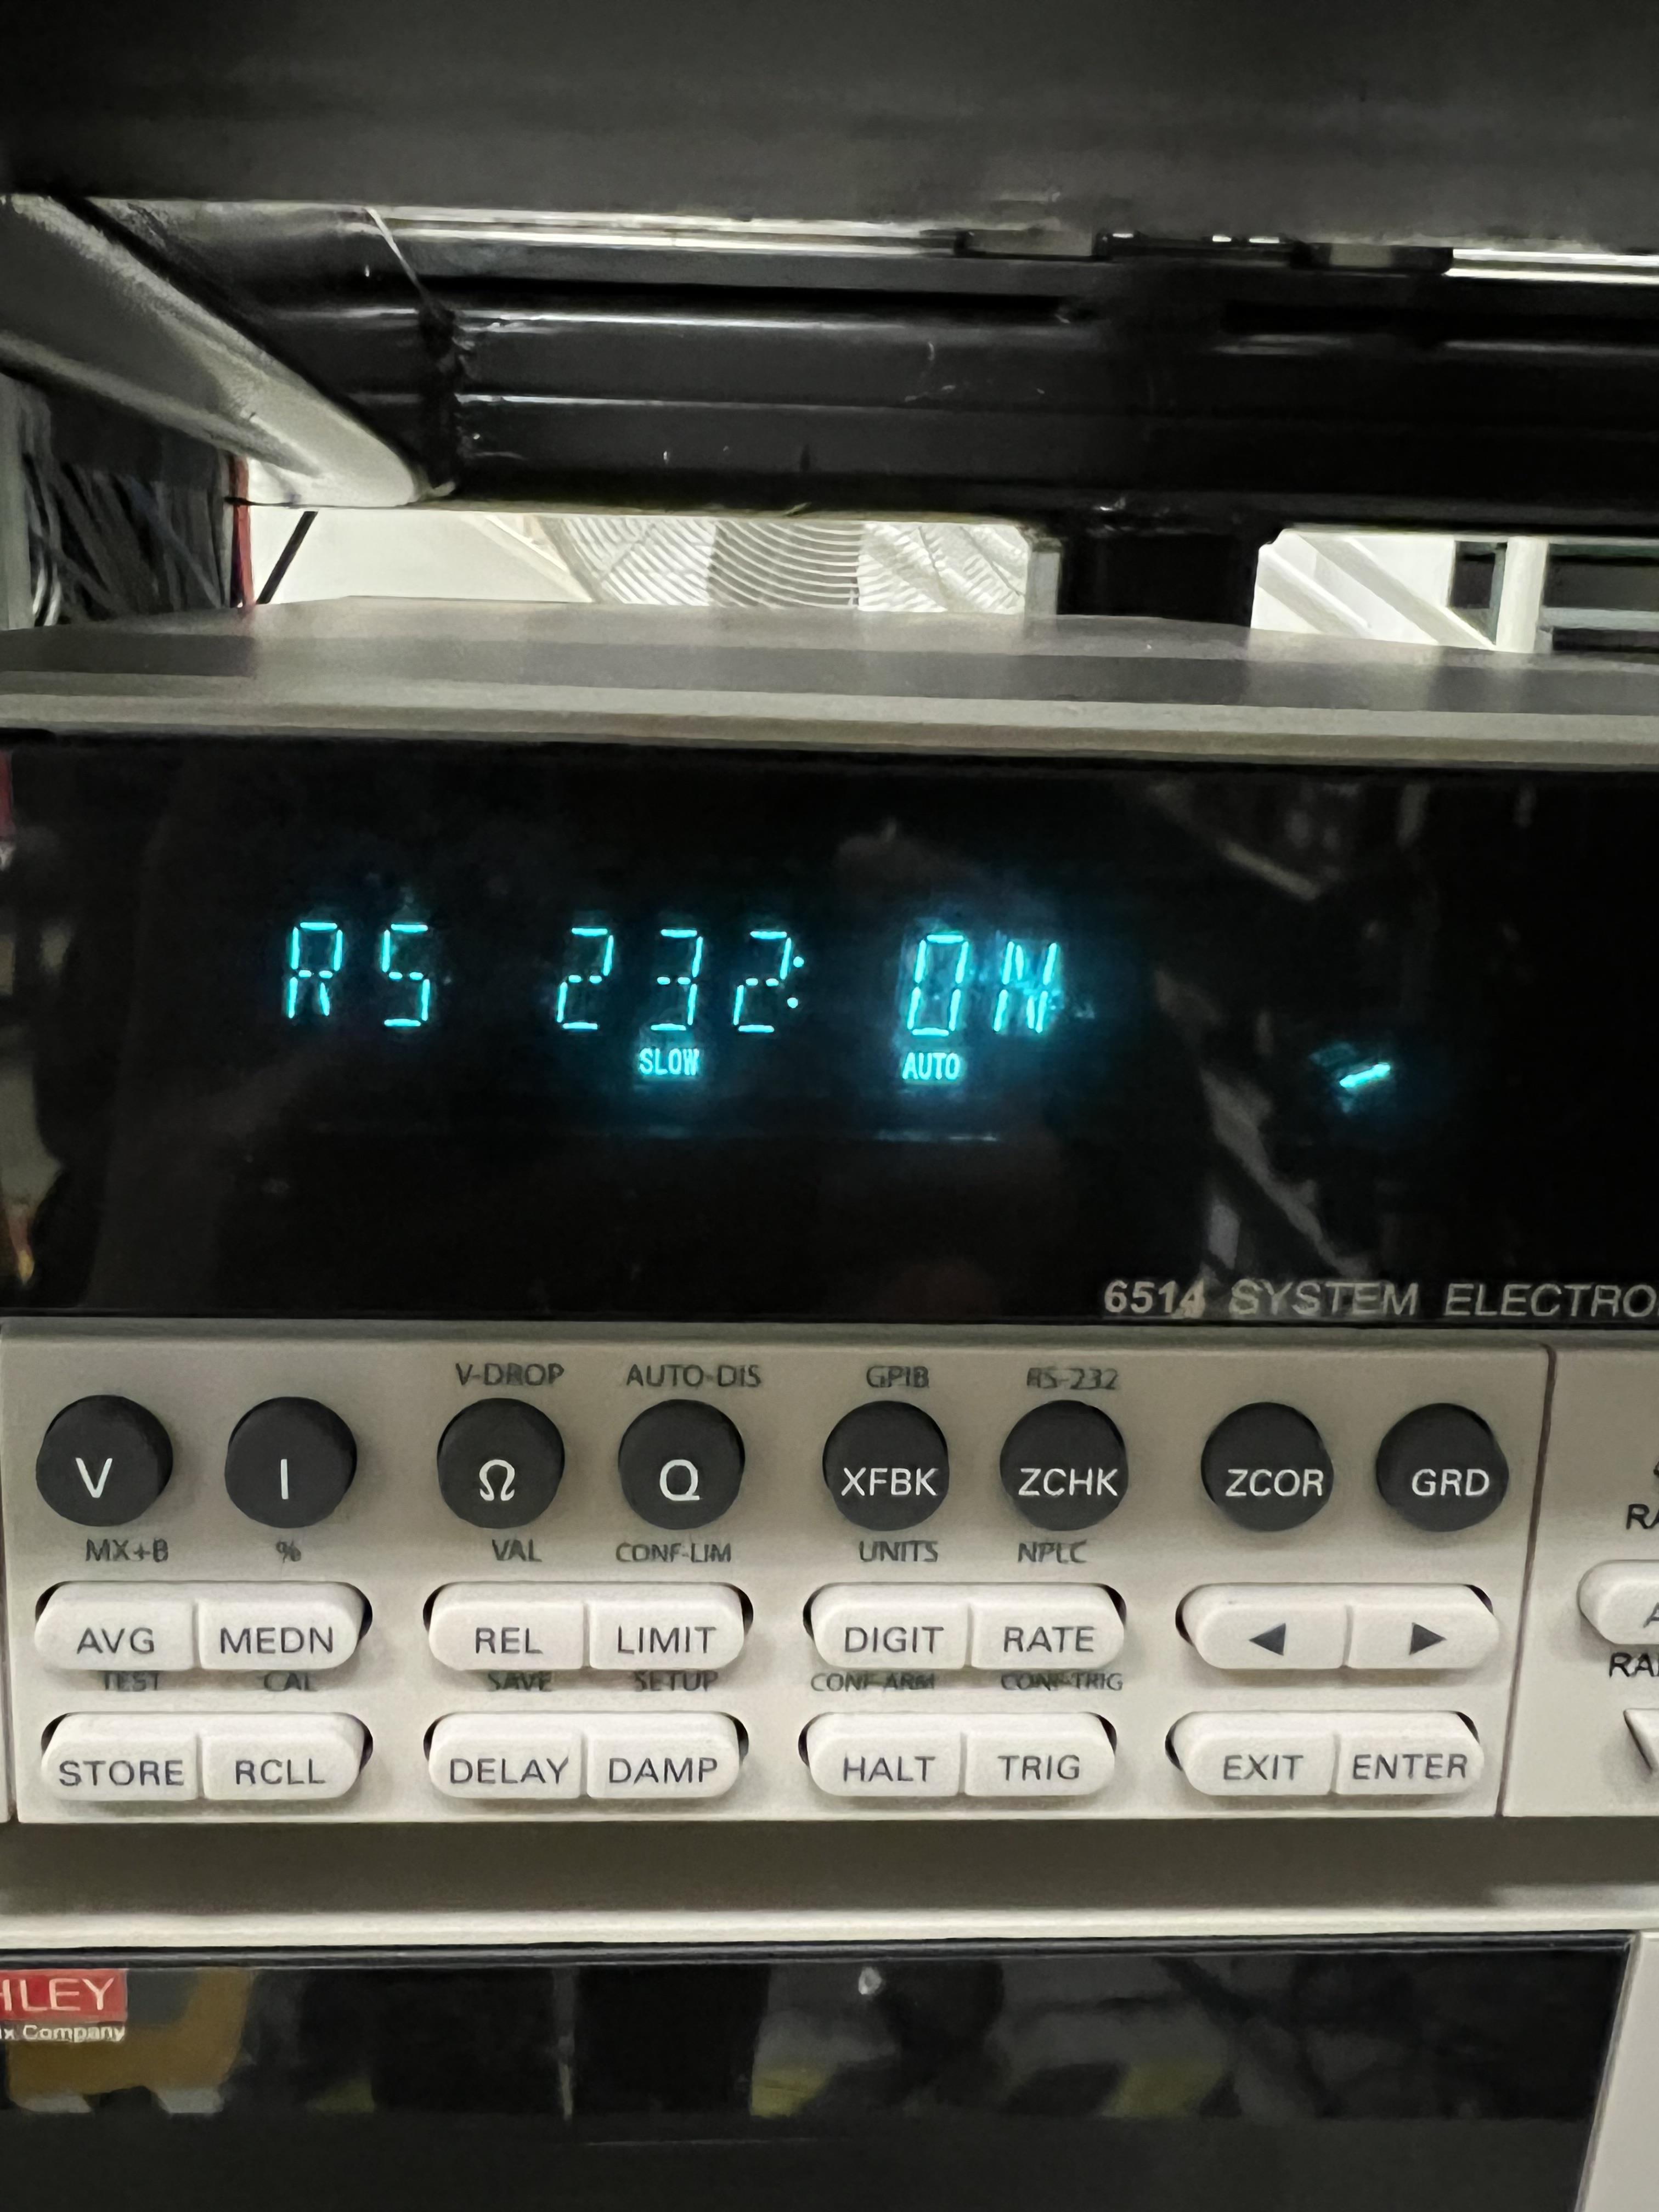 RS 232: ON
SLOW AUTO
6514 SYSTEM ELECTRO
V-DROP AUTO-DIS GPIB RS-232
V I Ω Q XFBK ZCHK ZCOR GRD
MX+B % VAL CONF-LIM UNITS NPLC
AVG MEDN REL LIMIT DIGIT RATE ◀ ▶
TEST CAL SAVE SETUP CONF-ARM CONF-TRIG
STORE RCLL DELAY DAMP HALT TRIG EXIT ENTER
HLEY
x Company